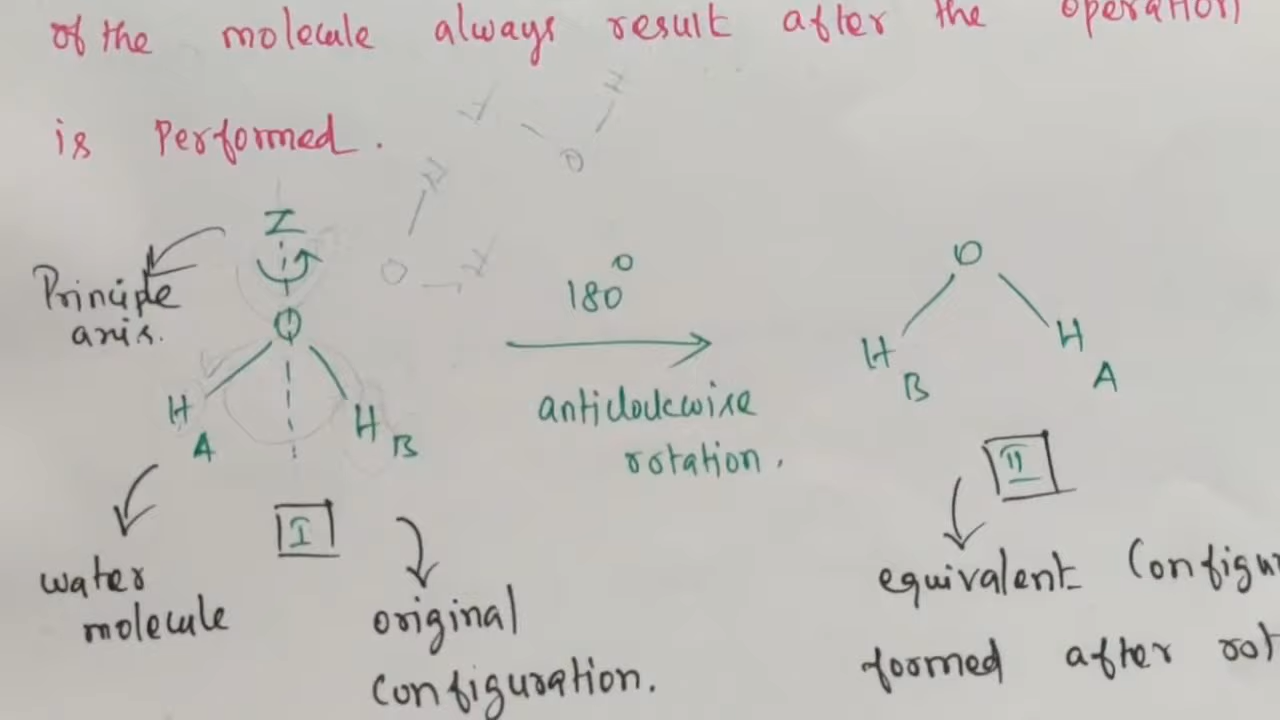 of the molecule always result after the operation
is Performed.
Z
Principle
axis.
O
H A
H B
180°
anticlockwise
rotation.
O
H B
H A
I
II
water
molecule
original
configuration.
equivalent
formed after